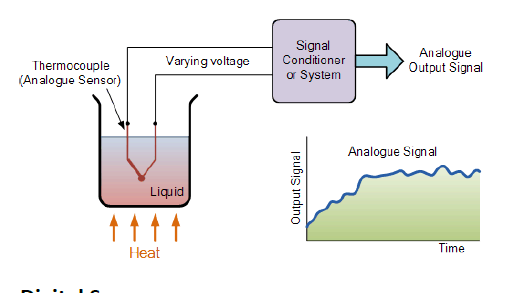 Thermocouple
(Analogue Sensor)
Varying voltage
Signal
Conditioner
or System
Analogue
Output Signal
Liquid
Heat
Analogue Signal
Output Signal
Time